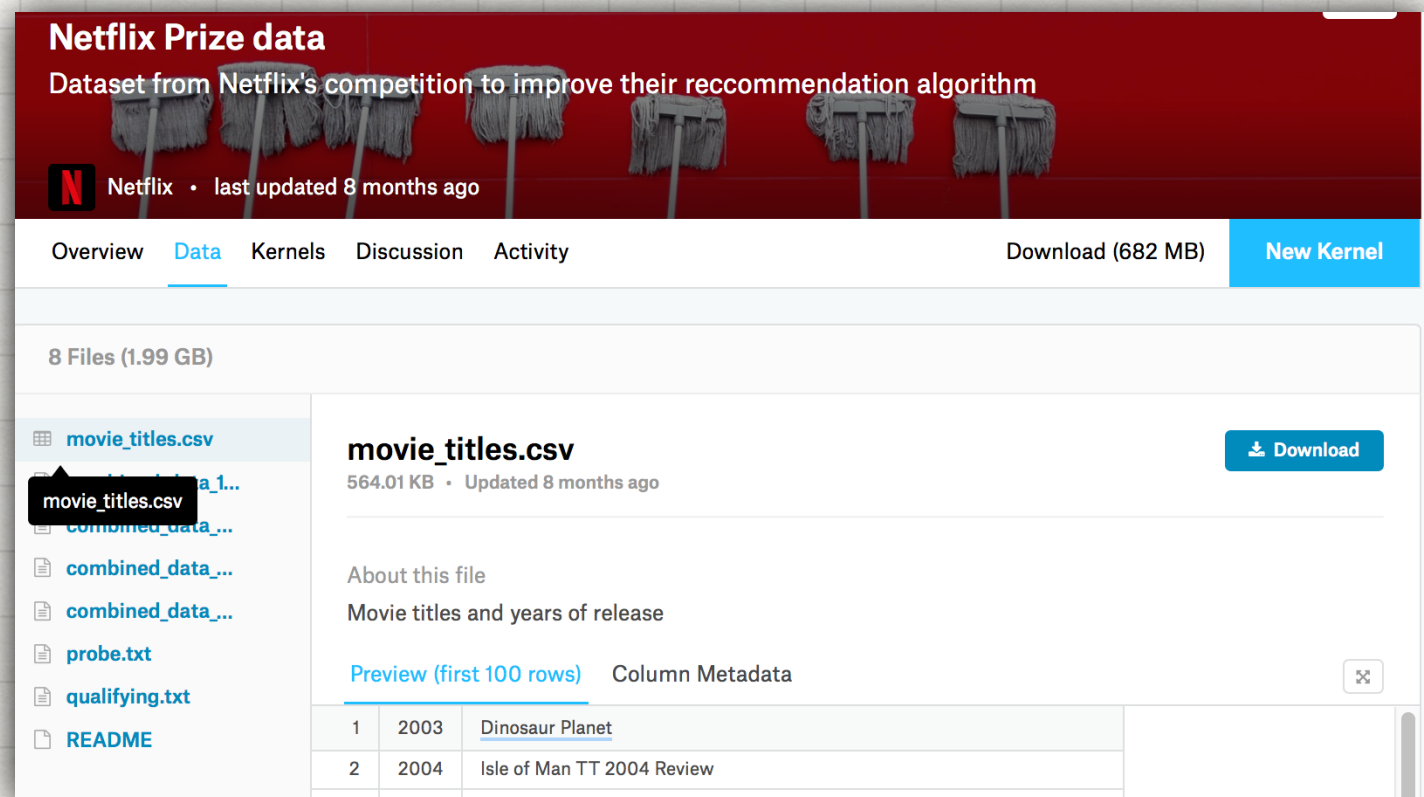 Netflix Prize data
Dataset from Netflix's competition to improve their reccommendation algorithm
N Netflix • last updated 8 months ago
Overview Data Kernels Discussion Activity Download (682 MB) New Kernel
8 Files (1.99 GB)
movie_titles.csv
a_1...
movie_titles.csv
combined_data_...
combined_data_...
combined_data_...
probe.txt
qualifying.txt
README
movie_titles.csv
Download
564.01 KB • Updated 8 months ago
About this file
Movie titles and years of release
Preview (first 100 rows) Column Metadata
1 2003 Dinosaur Planet
2 2004 Isle of Man TT 2004 Review